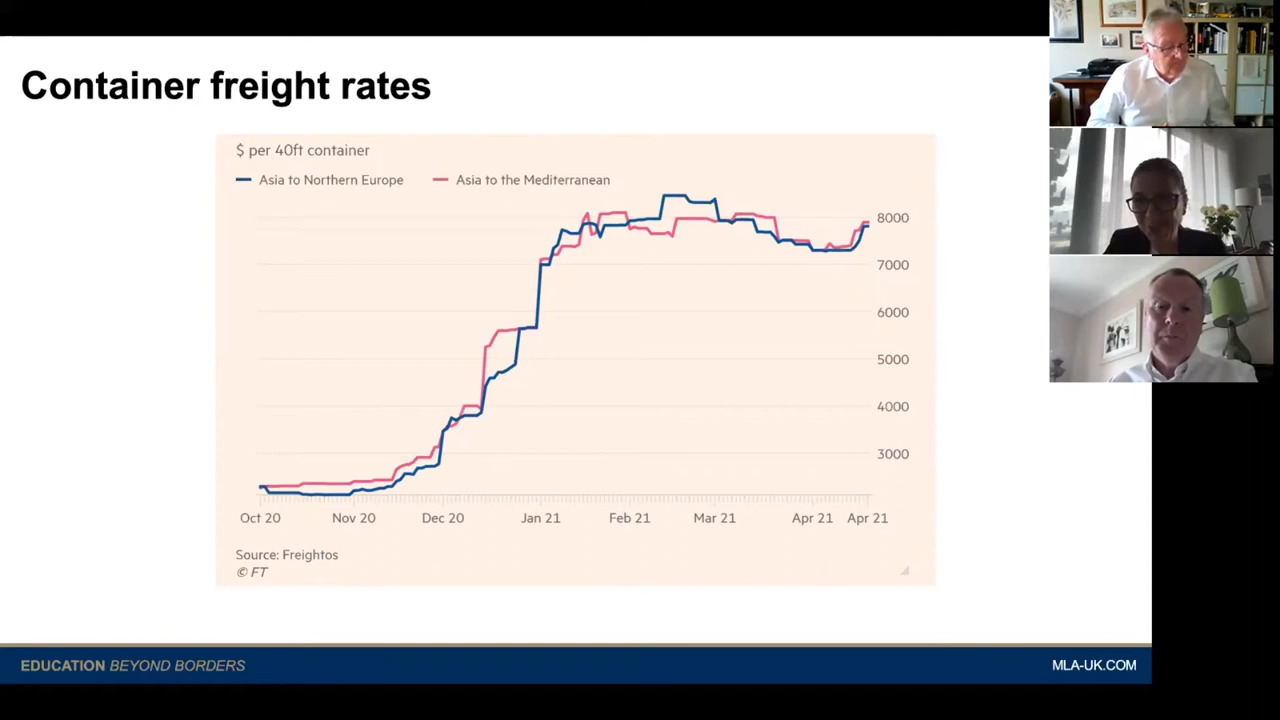 Container freight rates
$ per 40ft container
Asia to Northern Europe
Asia to the Mediterranean
8000
7000
6000
5000
4000
3000
Oct 20 Nov 20 Dec 20 Jan 21 Feb 21 Mar 21 Apr 21 Apr 21
Source: Freightos
© FT
EDUCATION BEYOND BORDERS
MLA-UK.COM